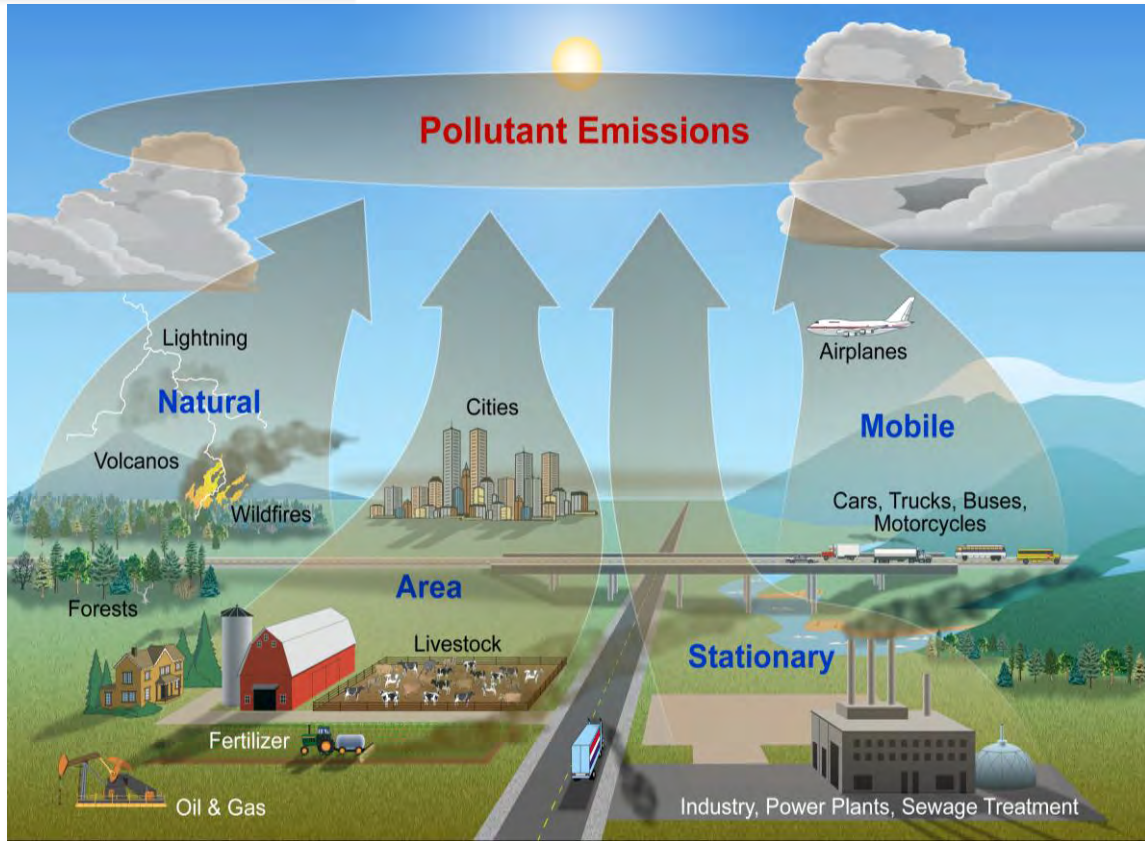 Pollutant Emissions
Lightning
Natural
Volcanos
Wildfires
Forests
Cities
Area
Livestock
Fertilizer
Oil & Gas
Airplanes
Mobile
Cars, Trucks, Buses,
Motorcycles
Stationary
Industry, Power Plants, Sewage Treatment